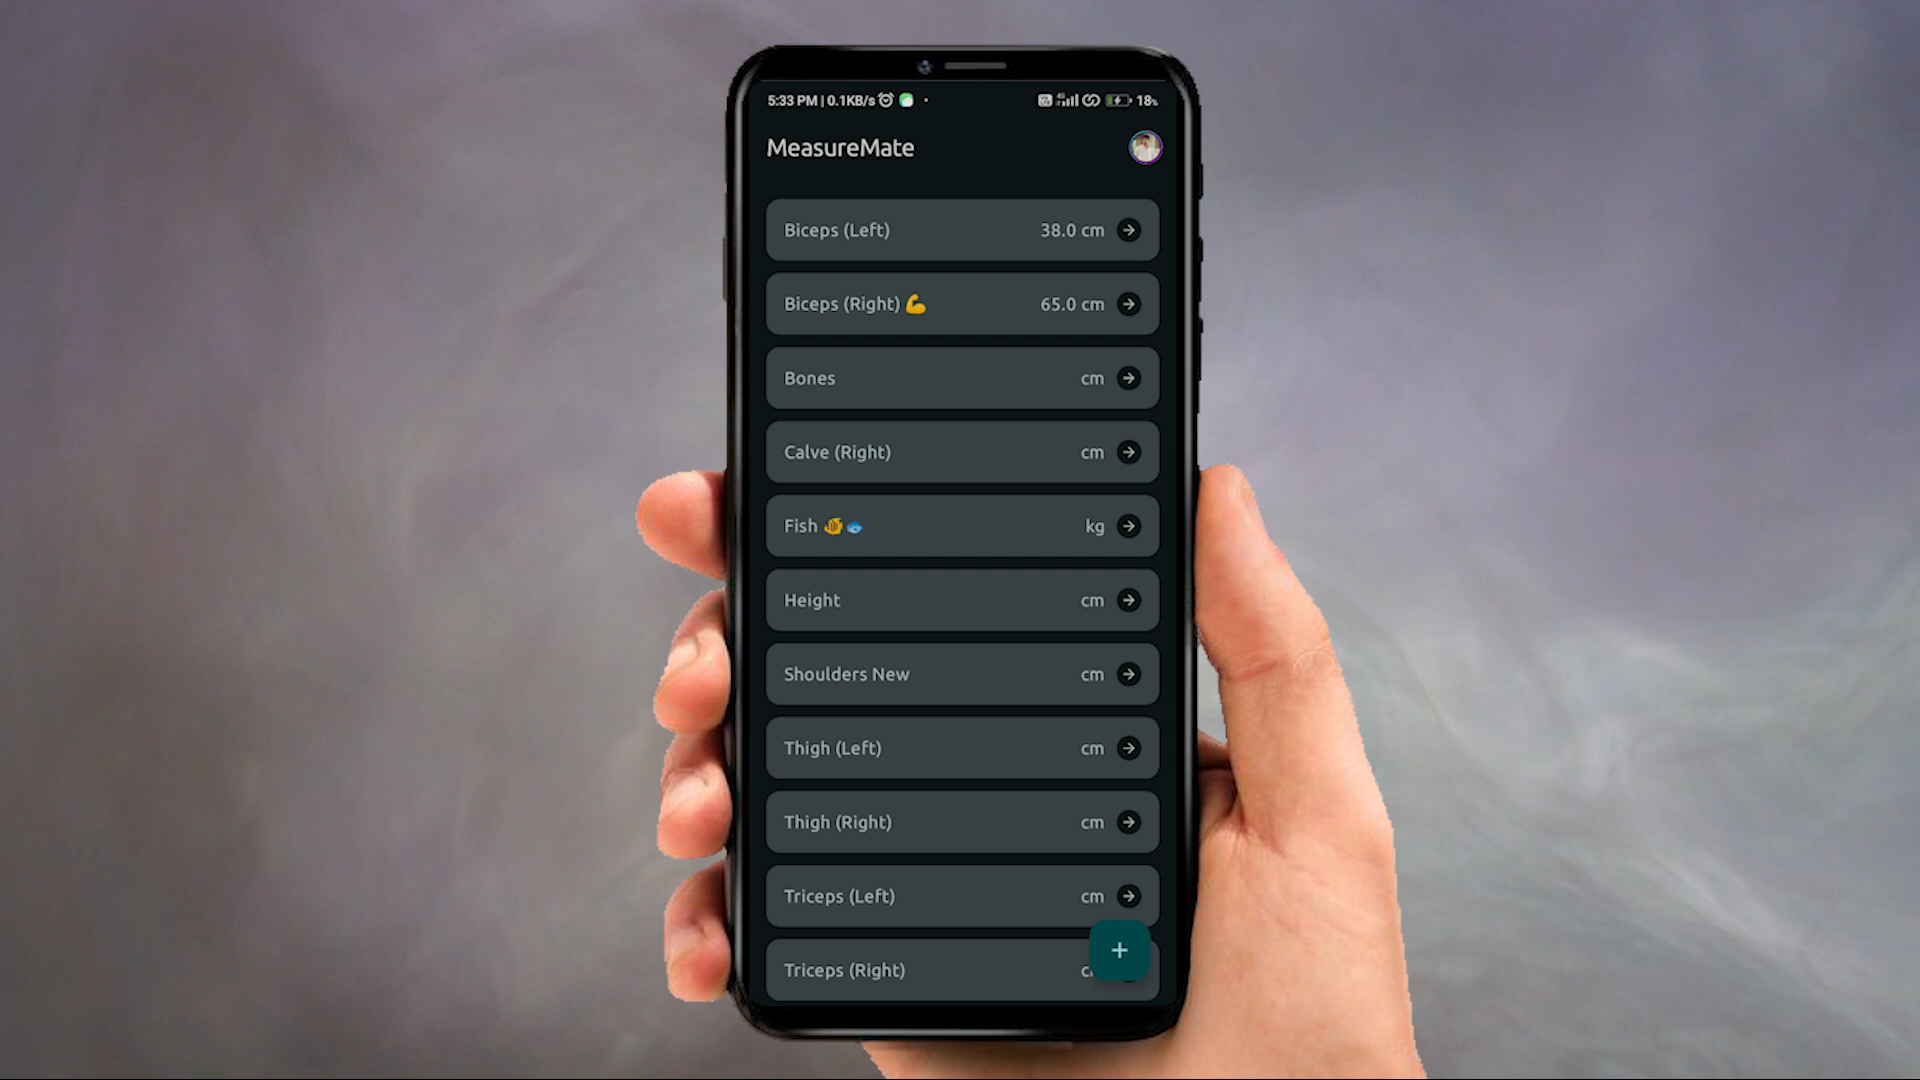 5:33 PM | 0.1KB/s 4G 18%
MeasureMate
Biceps (Left) 38.0 cm
Biceps (Right) 💪 65.0 cm
Bones cm
Calve (Right) cm
Fish 🐠🐟 kg
Height cm
Shoulders New cm
Thigh (Left) cm
Thigh (Right) cm
Triceps (Left) cm
+
Triceps (Right)